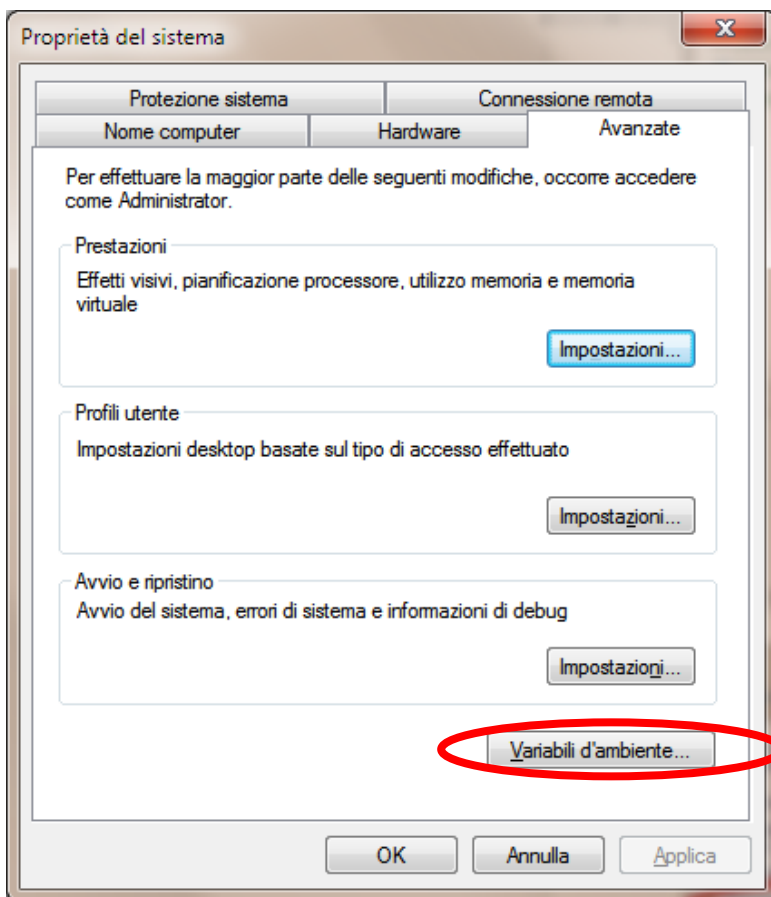 Proprietà del sistema
Protezione sistema
Connessione remota
Nome computer
Hardware
Avanzate
Per effettuare la maggior parte delle seguenti modifiche, occorre accedere
come Administrator.
Prestazioni
Effetti visivi, pianificazione processore, utilizzo memoria e memoria
virtuale
Impostazioni...
Profili utente
Impostazioni desktop basate sul tipo di accesso effettuato
Impostazioni...
Avvio e ripristino
Avvio del sistema, errori di sistema e informazioni di debug
Impostazioni...
Variabili d'ambiente...
OK
Annulla
Applica